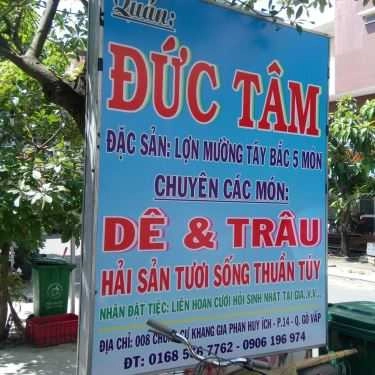 Quán:
ĐỨC TÂM
ĐẶC SẢN: LỢN MƯỜNG TÂY BẮC 5 MÓN
CHUYÊN CÁC MÓN:
DÊ & TRÂU
HẢI SẢN TƯƠI SỐNG THUẦN TÚY
NHẬN ĐẶT TIỆC: LIÊN HOAN CƯỚI HỎI SINH NHẬT TẠI GIA.V.V...
ĐỊA CHỈ: 008 CƯ KHANG GIA PHAN HUY ÍCH - P.14 - Q. GÒ VẤP
ĐT: 0168 7762 - 0906 196 974